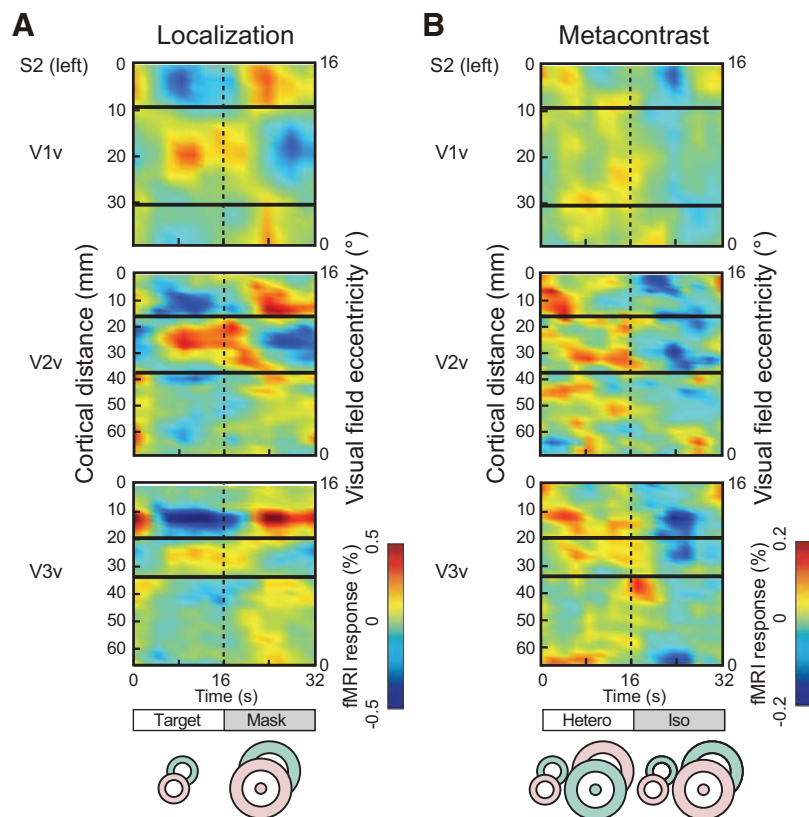 A
Localization
S2 (left)
0
10
20
30
16
0
V1v
0
10
20
30
40
50
60
16
0
V2v
0
10
20
30
40
50
60
16
0
V3v
Cortical distance (mm)
Visual field eccentricity (°)
0 16 32
Time (s)
Target Mask
0.5
0
-0.5
fMRI response (%)
B
Metacontrast
S2 (left)
0
10
20
30
16
0
V1v
0
10
20
30
40
50
60
16
0
V2v
0
10
20
30
40
50
60
16
0
V3v
Cortical distance (mm)
Visual field eccentricity (°)
0 16 32
Time (s)
Hetero Iso
0.2
0
-0.2
fMRI response (%)